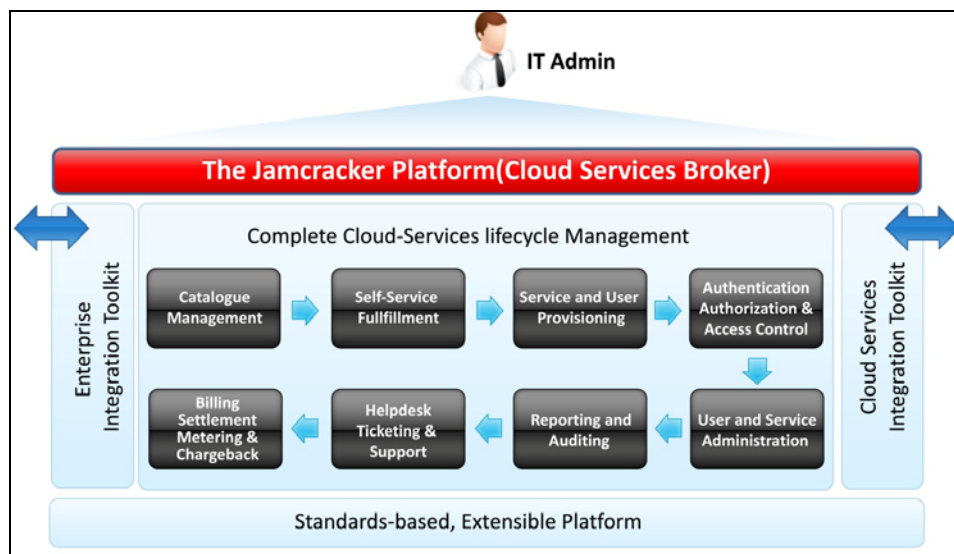 IT Admin
The Jamcracker Platform(Cloud Services Broker)
Enterprise
Integration Toolkit
Complete Cloud-Services lifecycle Management
Catalogue
Management
Self-Service
Fullfillment
Service and User
Provisioning
Authentication
Authorization &
Access Control
User and Service
Administration
Reporting and
Auditing
Helpdesk
Ticketing &
Support
Billing
Settlement
Metering &
Chargeback
Cloud Services
Integration Toolkit
Standards-based, Extensible Platform